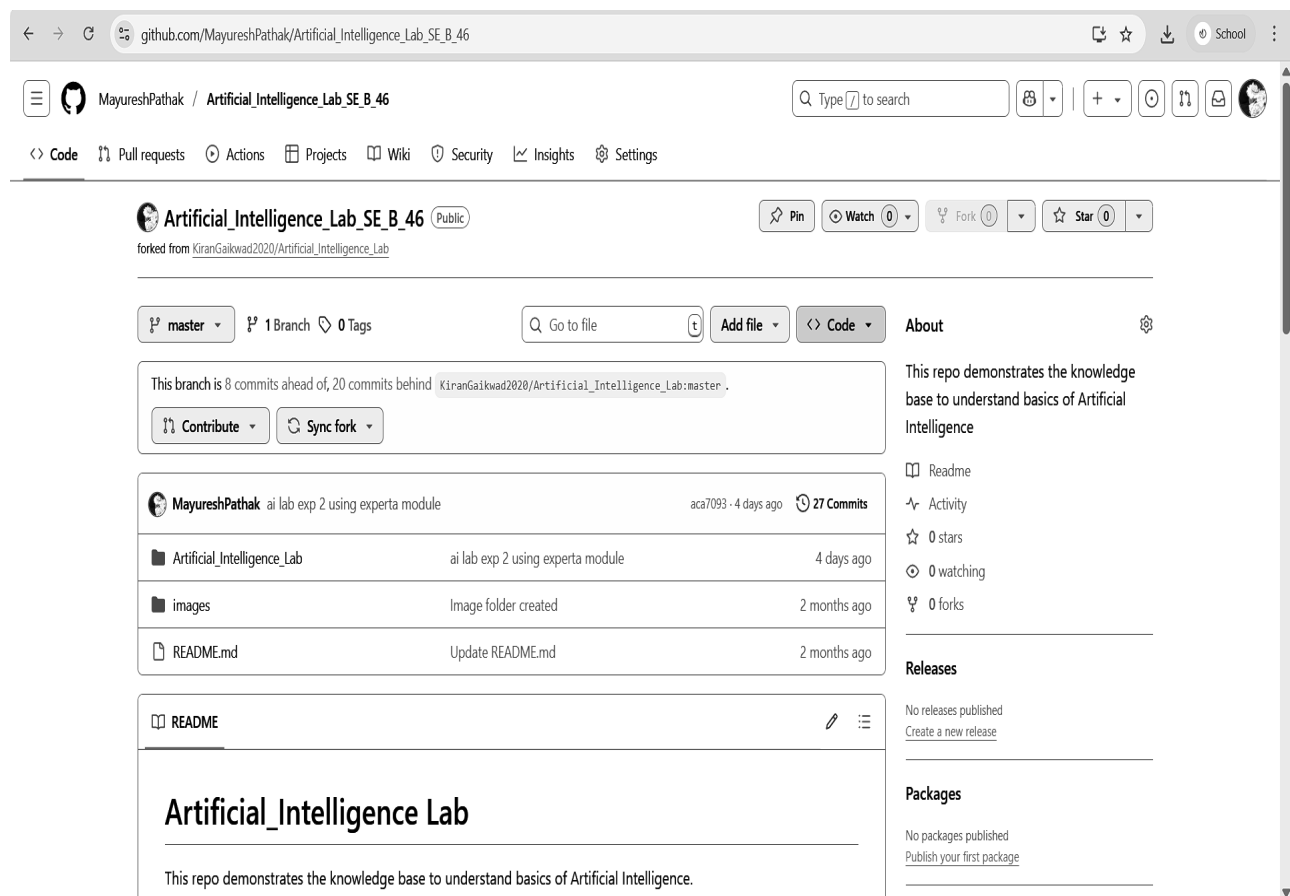 github.com/MayureshPathak/Artificial_Intelligence_Lab_SE_B_46
School
MayureshPathak / Artificial_Intelligence_Lab_SE_B_46
Type / to search
Code Pull requests Actions Projects Wiki Security Insights Settings
Artificial_Intelligence_Lab_SE_B_46 Public
Pin Watch 0 Fork 0 Star 0
forked from KiranGaikwad2020/Artificial_Intelligence_Lab
master 1 Branch 0 Tags
Go to file t Add file Code
This branch is 8 commits ahead of, 20 commits behind KiranGaikwad2020/Artificial_Intelligence_Lab:master .
Contribute Sync fork
MayureshPathak ai lab exp 2 using experta module aca7093 · 4 days ago 27 Commits
Artificial_Intelligence_Lab ai lab exp 2 using experta module 4 days ago
images Image folder created 2 months ago
README.md Update README.md 2 months ago
README
Artificial_Intelligence Lab
This repo demonstrates the knowledge base to understand basics of Artificial Intelligence.
About
This repo demonstrates the knowledge
base to understand basics of Artificial
Intelligence
Readme
Activity
0 stars
0 watching
0 forks
Releases
No releases published
Create a new release
Packages
No packages published
Publish your first package